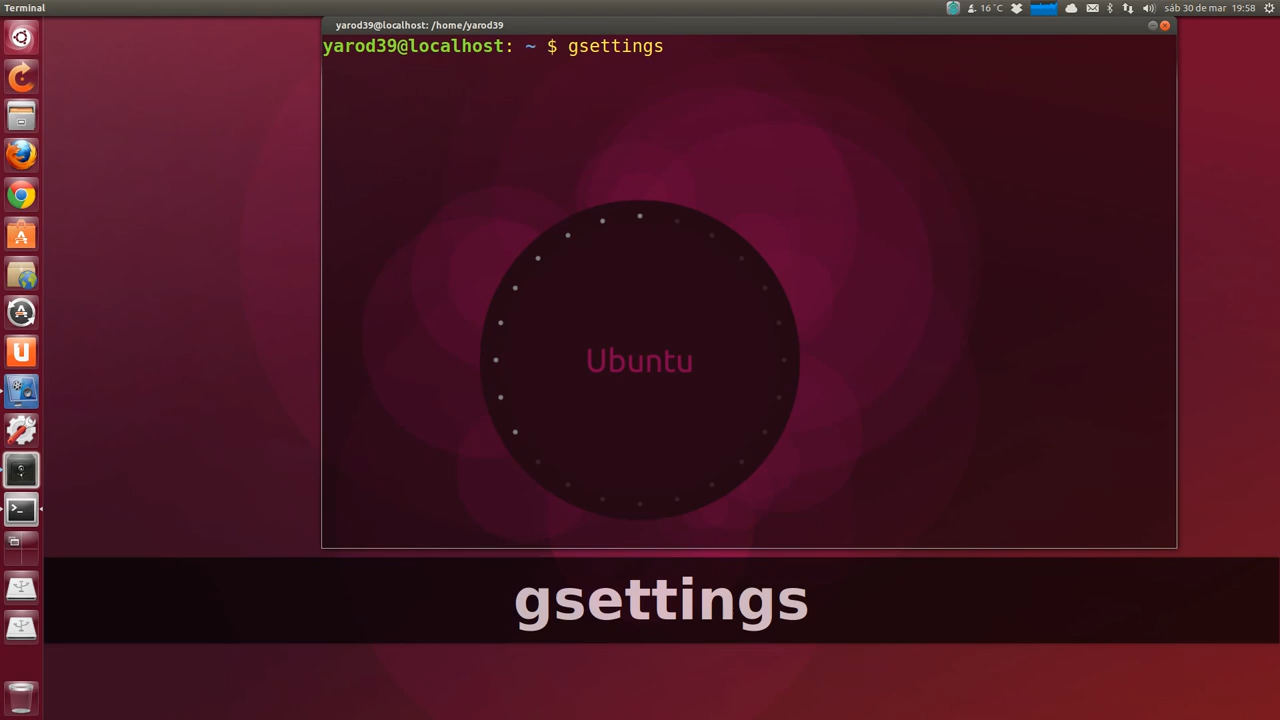 Terminal
16 °C
sáb 30 de mar 19:58
yarod39@localhost: /home/yarod39
yarod39@localhost: ~ $ gsettings
Ubuntu
gsettings